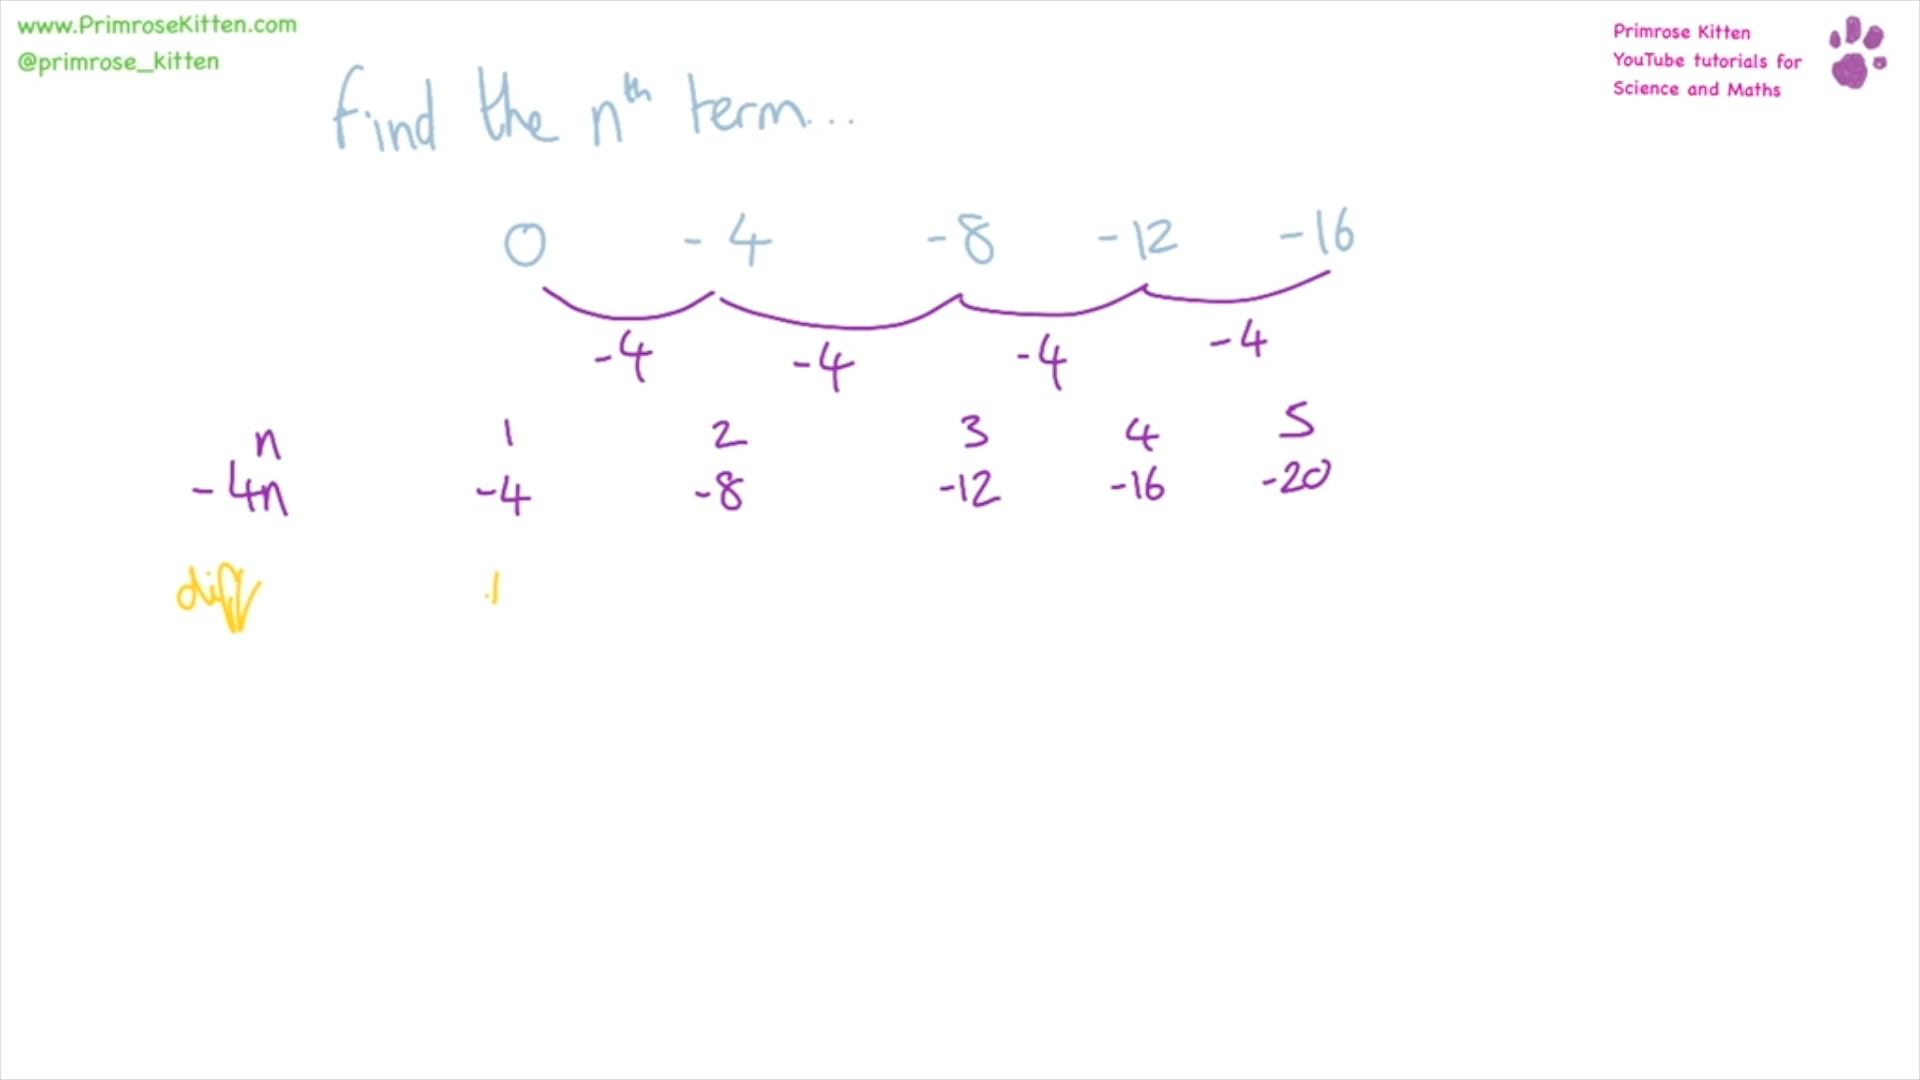 www.PrimroseKitten.com
@primrose_kitten
Primrose Kitten
YouTube tutorials for
Science and Maths
find the nth term...
0 -4 -8 -12 -16
-4 -4 -4 -4
n 1 2 3 4 5
-4n -4 -8 -12 -16 -20
diff